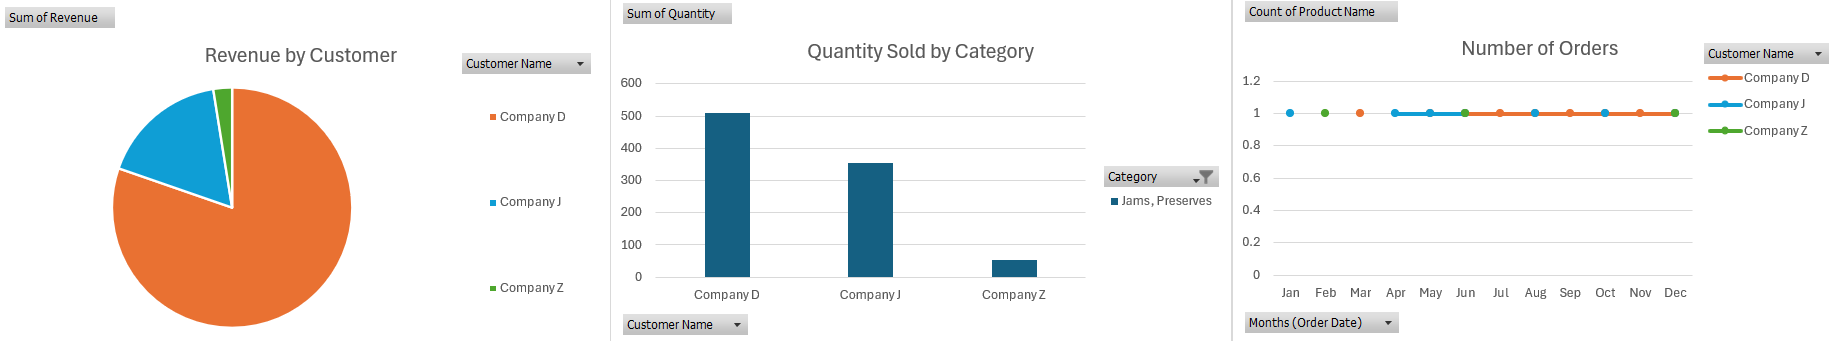 Sum of Revenue
Revenue by Customer
Customer Name
Company D
Company J
Company Z
Sum of Quantity
Quantity Sold by Category
600
500
400
300
200
100
0
Company D
Company J
Company Z
Category
Jams, Preserves
Customer Name
Count of Product Name
Number of Orders
Customer Name
Company D
Company J
Company Z
1.2
1
0.8
0.6
0.4
0.2
0
Jan Feb Mar Apr May Jun Jul Aug Sep Oct Nov Dec
Months (Order Date)